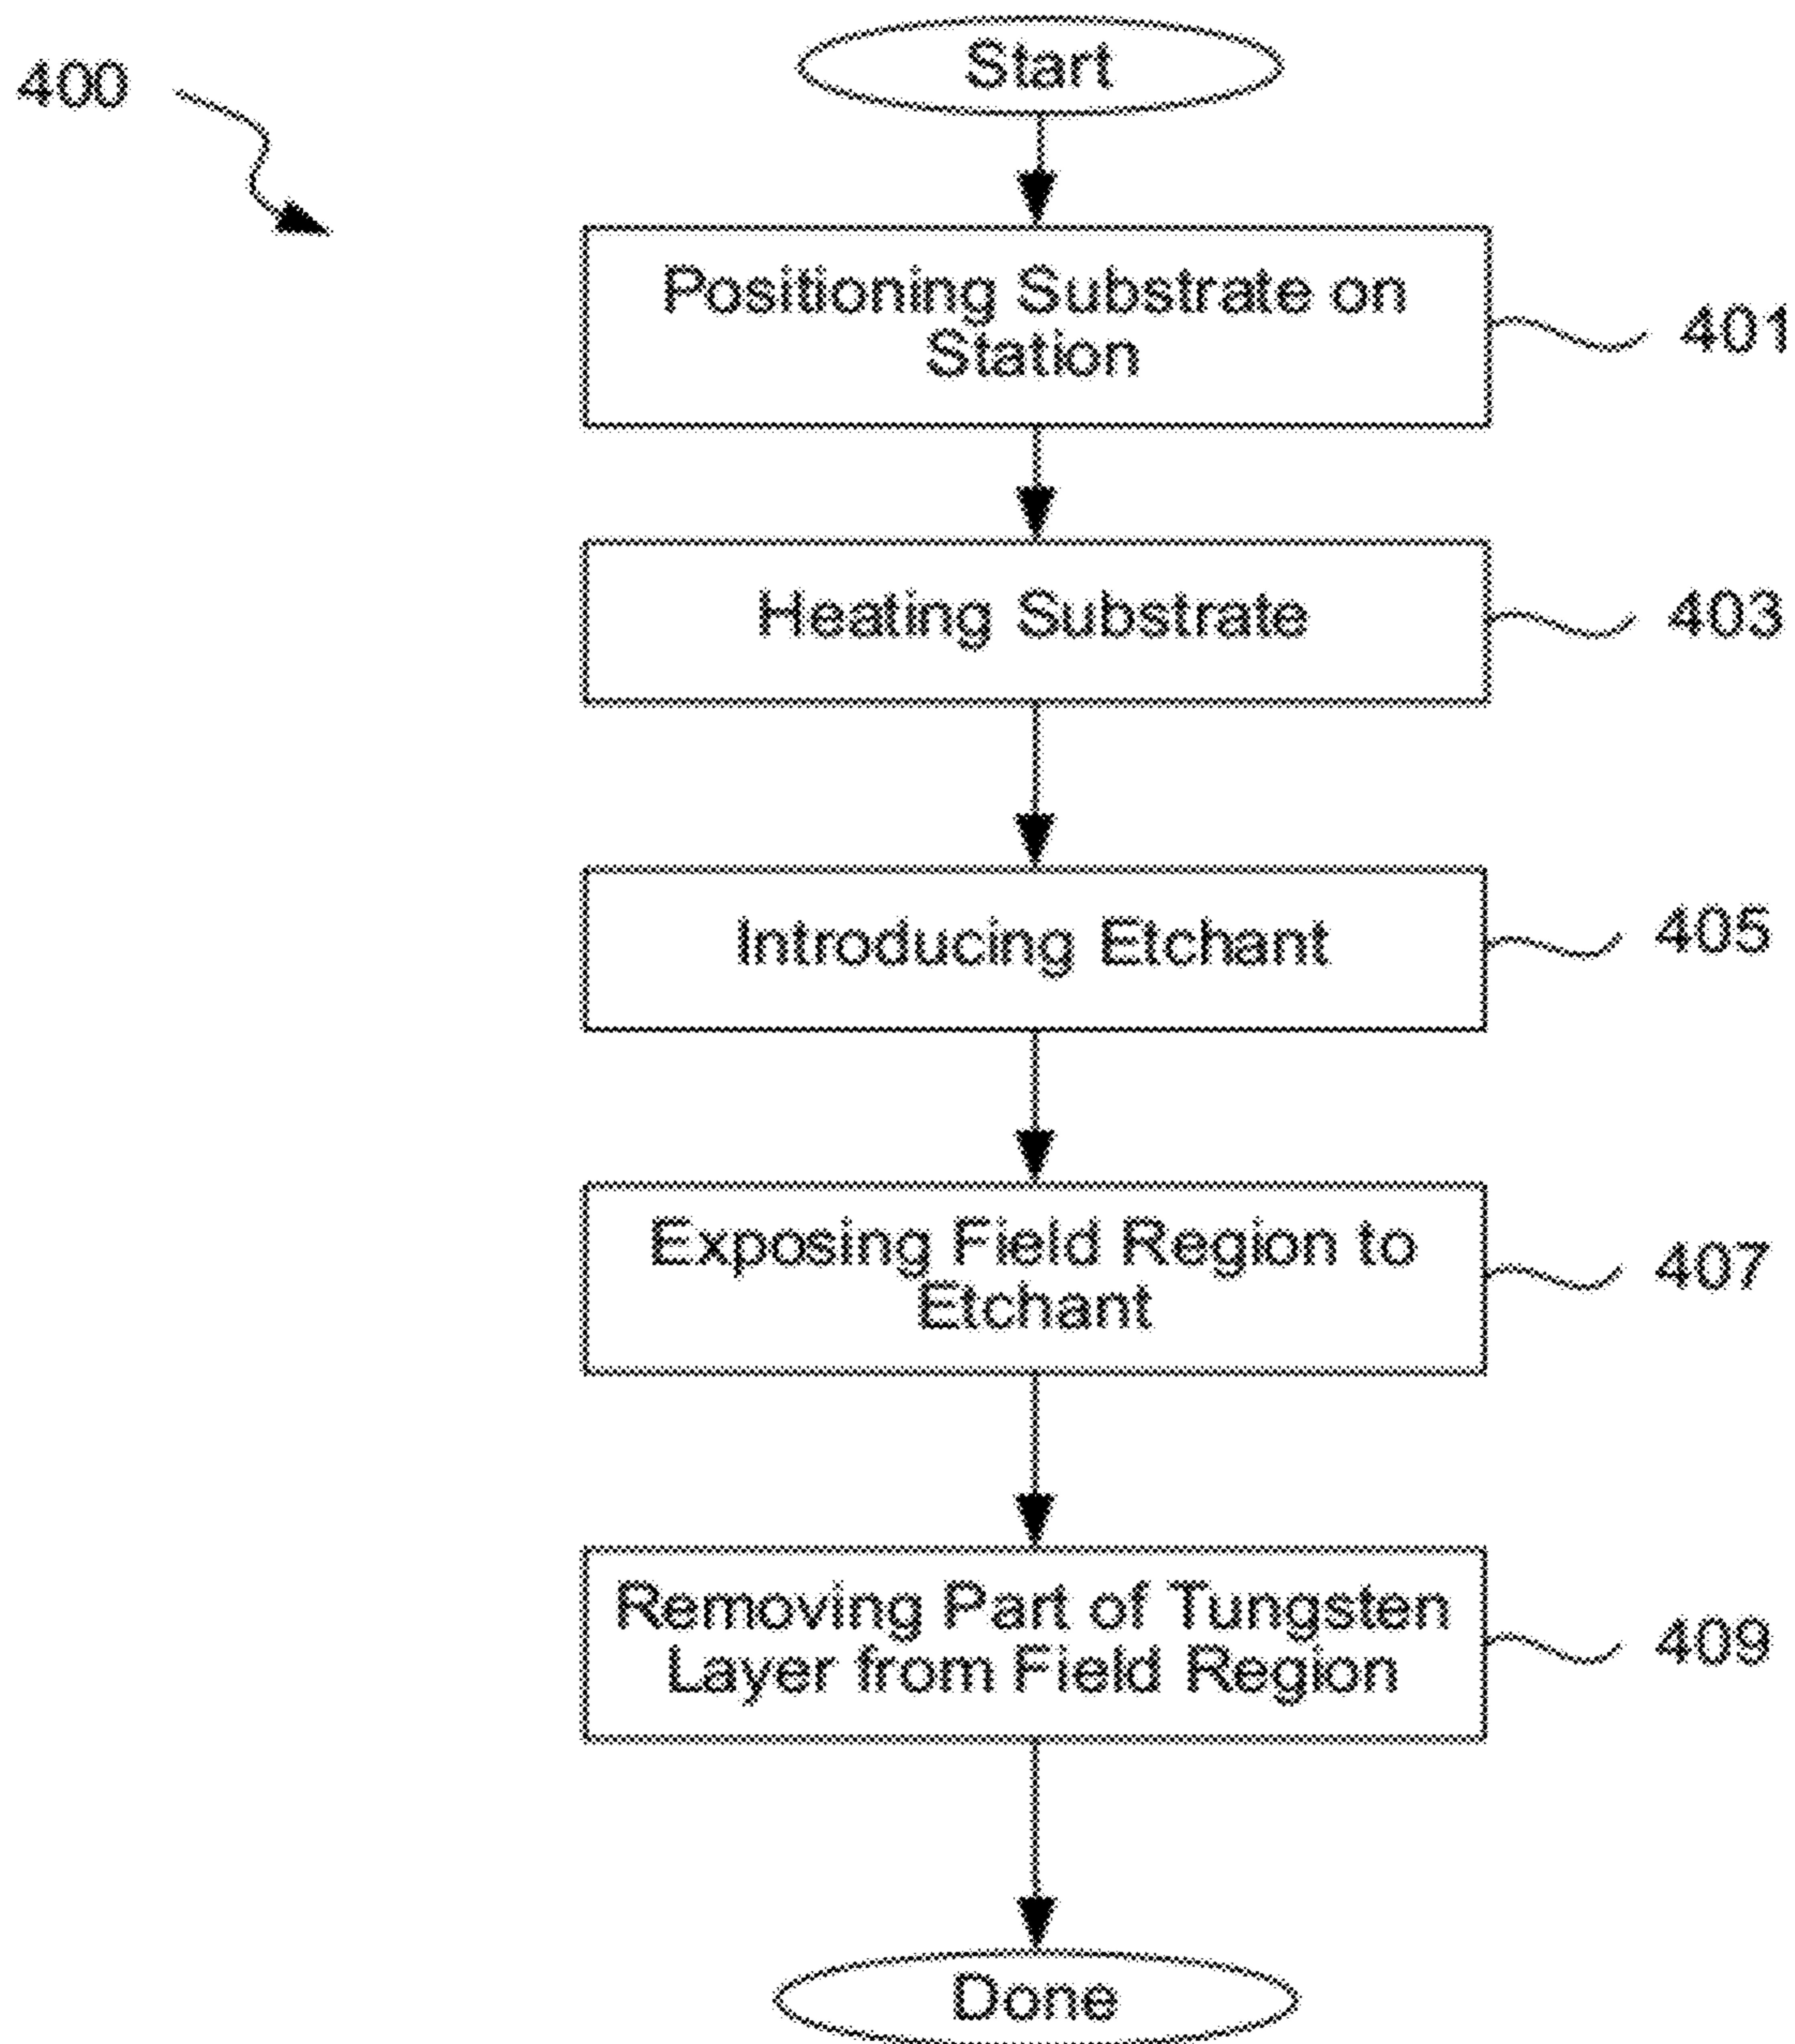 400
Start
Positioning Substrate on
Station
401
Heating Substrate
403
Introducing Etchant
405
Exposing Field Region to
Etchant
407
Removing Part of Tungsten
Layer from Field Region
409
Done